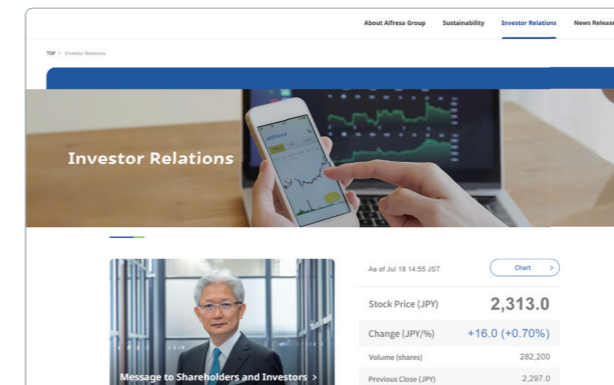 About Alfresa Group Sustainability Investor Relations News Release
TOP > Investor Relations
Investor Relations
As of Jul 18 14:55 JST
Chart >
Stock Price (JPY) 2,313.0
Change (JPY/%) +16.0 (+0.70%)
Volume (shares) 282,200
Message to Shareholders and Investors >
Previous Close (JPY) 2,297.0